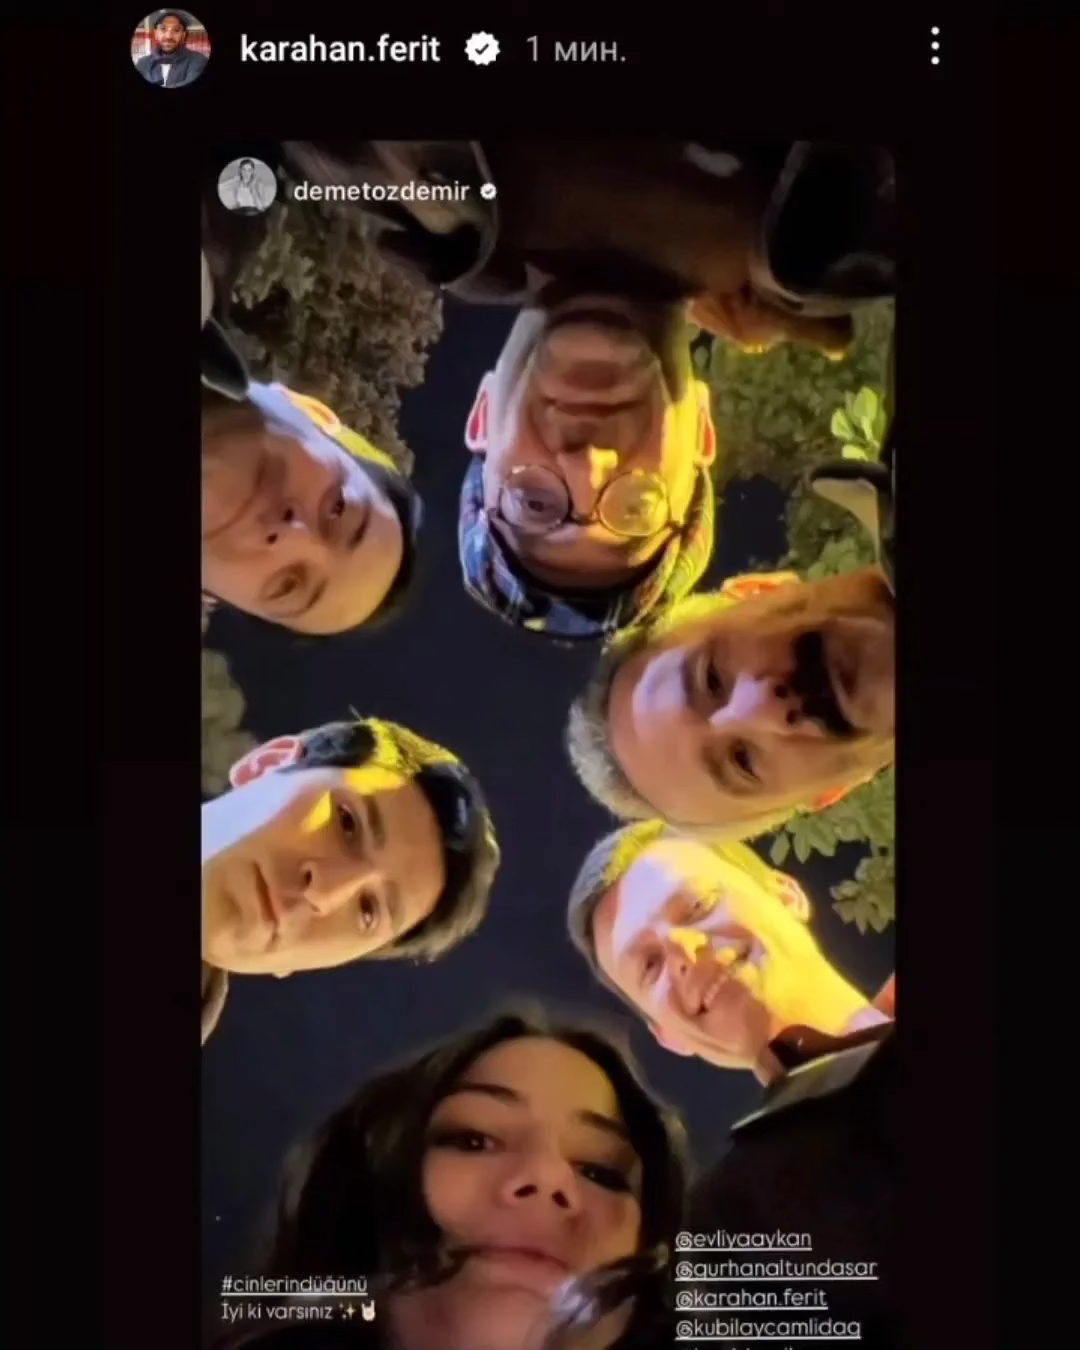 karahan.ferit 1 мин.
demetozdemir
#cinlerindüğünü
İyi ki varsınız ✨🤘🏻
@evliyaaykan
@gurhanaltundasar
@karahan.ferit
@kubilaycamlidag